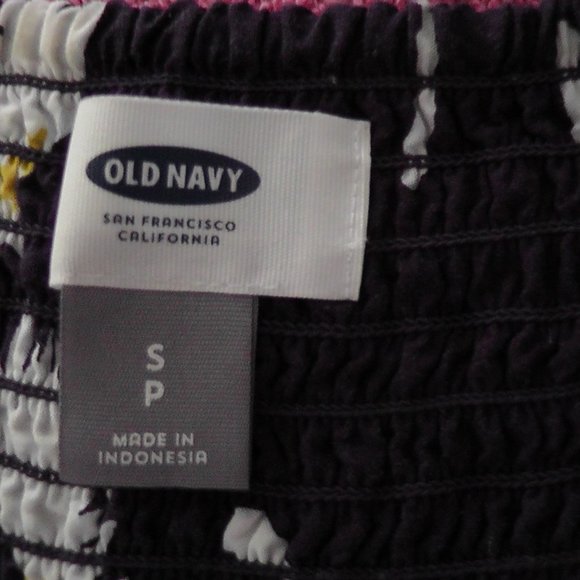 OLD NAVY
SAN FRANCISCO
CALIFORNIA
S
P
MADE IN
INDONESIA